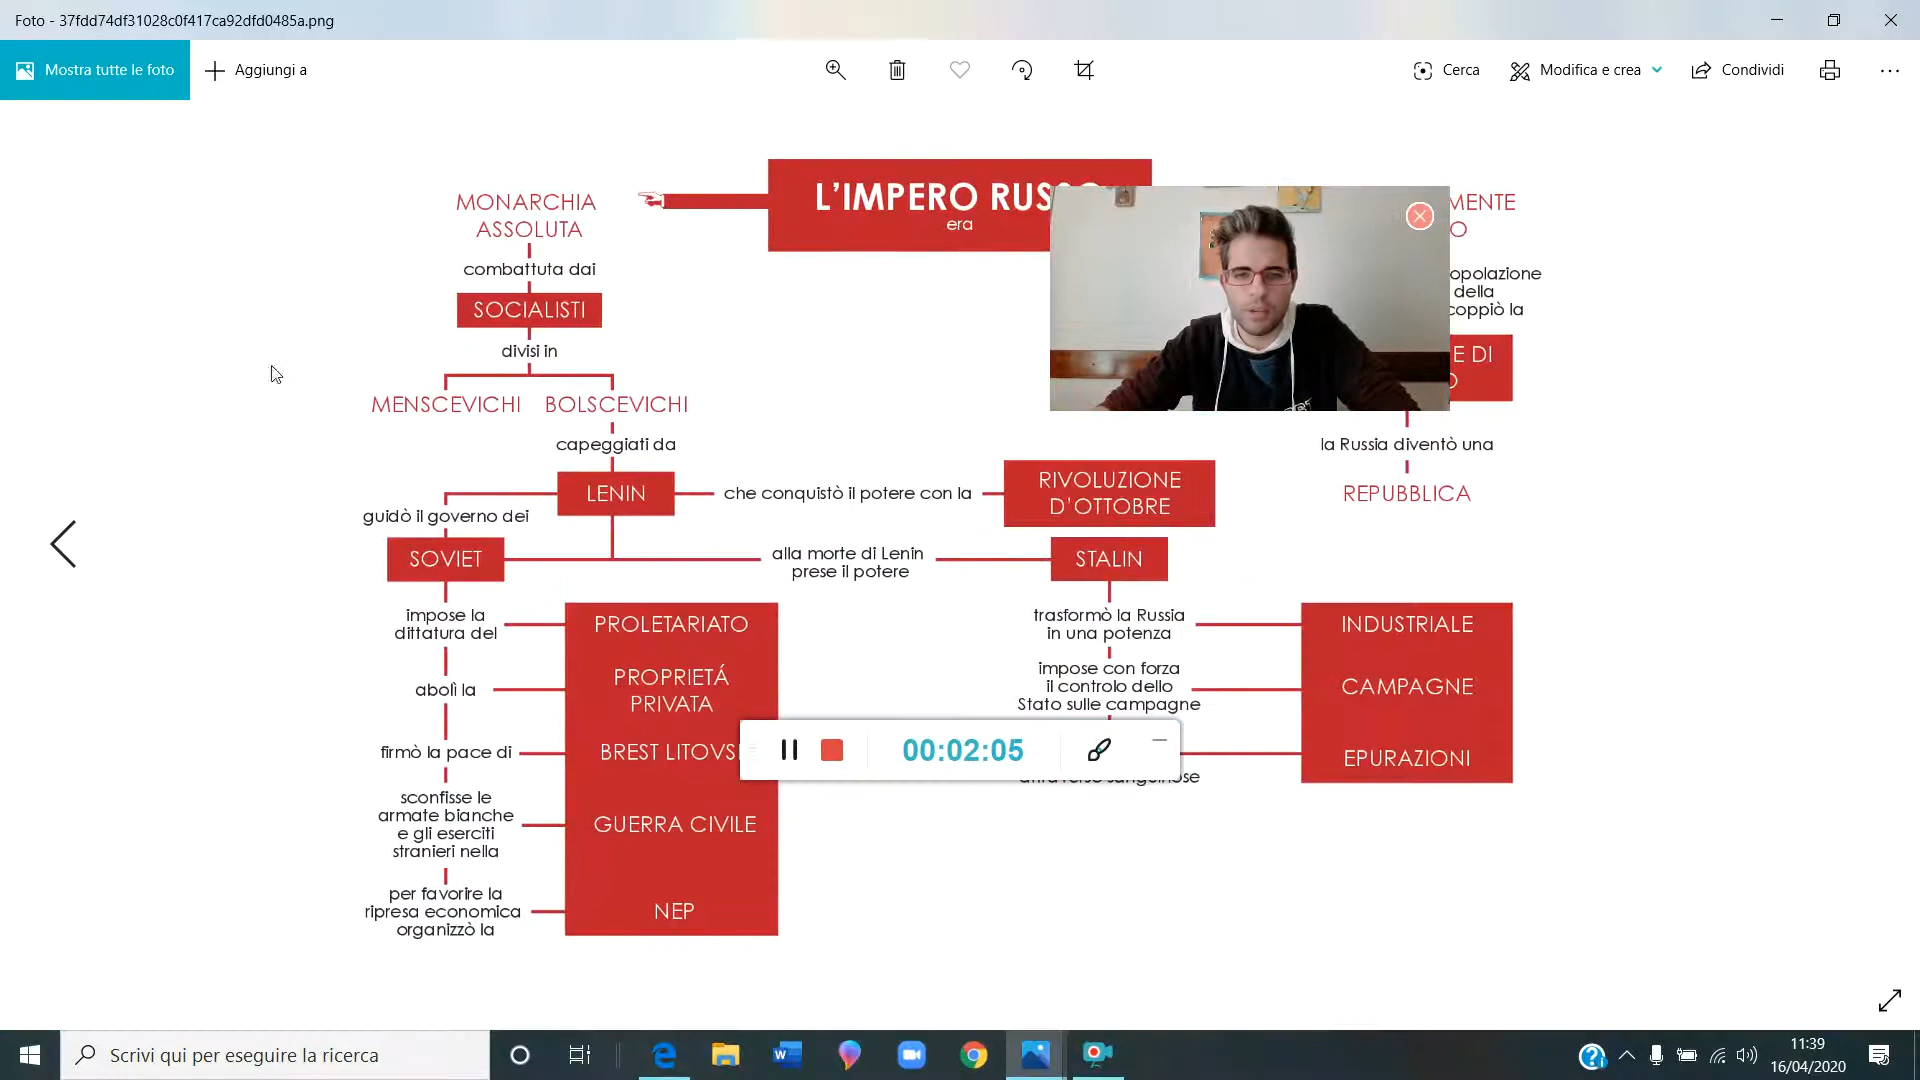 Foto - 37fdd74df31028c0f417ca92dfd0485a.png
Mostra tutte le foto
Aggiungi a
Cerca
Modifica e crea
Condividi
L'IMPERO RUSSO
era
MONARCHIA
ASSOLUTA
combattuta dai
SOCIALISTI
divisi in
MENSCEVICHI
BOLSCEVICHI
capeggiati da
LENIN
che conquistò il potere con la
RIVOLUZIONE
D'OTTOBRE
guidò il governo dei
SOVIET
alla morte di Lenin
prese il potere
STALIN
della
la
DI
la Russia diventò una
REPUBBLICA
impose la
dittatura del
PROLETARIATO
abolì la
PROPRIETÁ
PRIVATA
firmò la pace di
BREST
sconfisse le
armate bianche
e gli eserciti
stranieri nella
GUERRA CIVILE
per favorire la
ripresa economica
organizzò la
NEP
trasformò la Russia
in una potenza
INDUSTRIALE
impose con forza
il controlo dello
Stato sulle campagne
CAMPAGNE
EPURAZIONI
00:02:05
Scrivi qui per eseguire la ricerca
11:39
16/04/2020